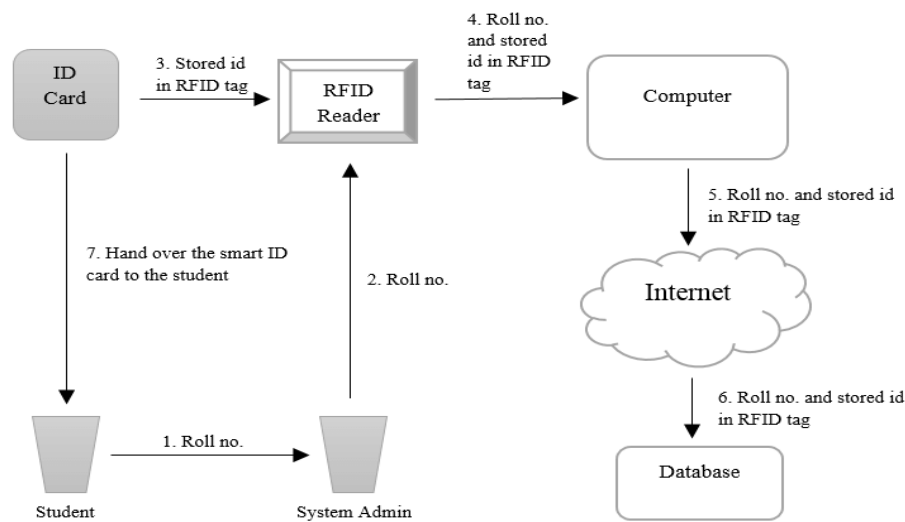 ID
Card
3. Stored id
in RFID tag
RFID
Reader
4. Roll no.
and stored
id in RFID
tag
Computer
5. Roll no. and stored id
in RFID tag
7. Hand over the smart ID
card to the student
2. Roll no.
Internet
6. Roll no. and stored id
in RFID tag
1. Roll no.
Database
Student
System Admin